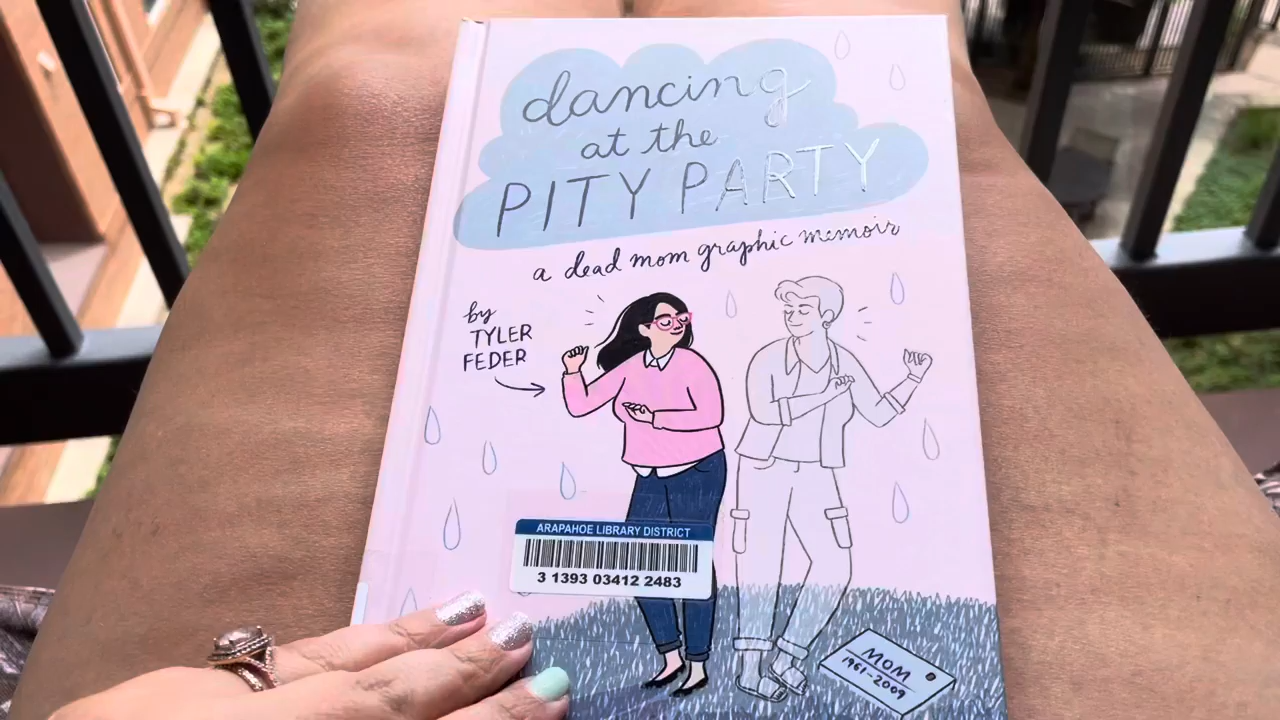 dancing
at the
PITY PARTY
a dead mom graphic memoir
by
TYLER
FEDER
ARAPAHOE LIBRARY DISTRICT
3 1393 03412 2483
MOM
1961-2009